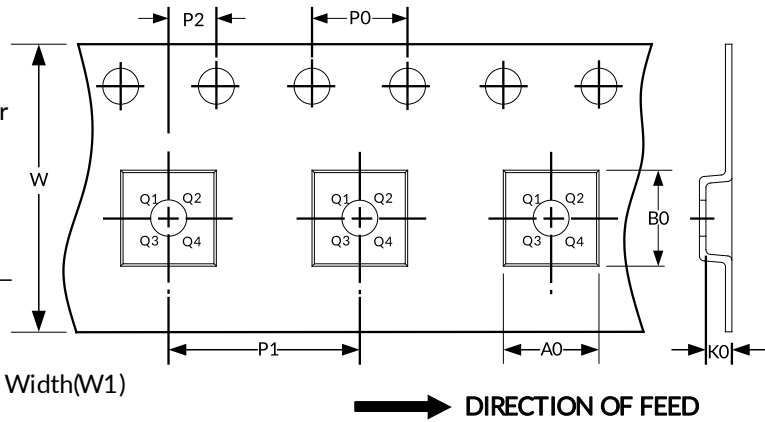 P2
P0
r
W
Q1 Q2
Q3 Q4
Q1 Q2
Q3 Q4
Q1 Q2
Q3 Q4
B0
P1
A0
K0
Width(W1)
DIRECTION OF FEED